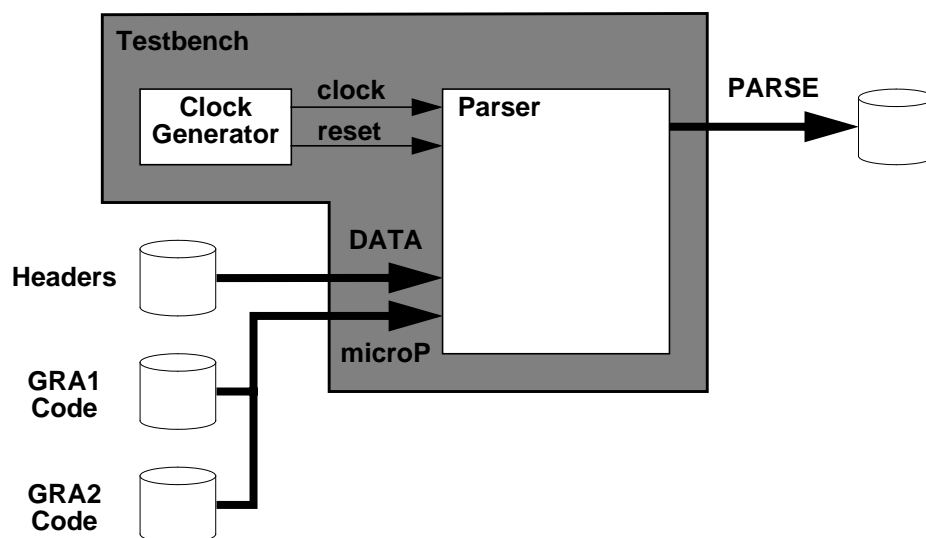 Testbench
clock
PARSE
Clock
Generator
Parser
reset
DATA
Headers
microP
GRA1
Code
GRA2
Code